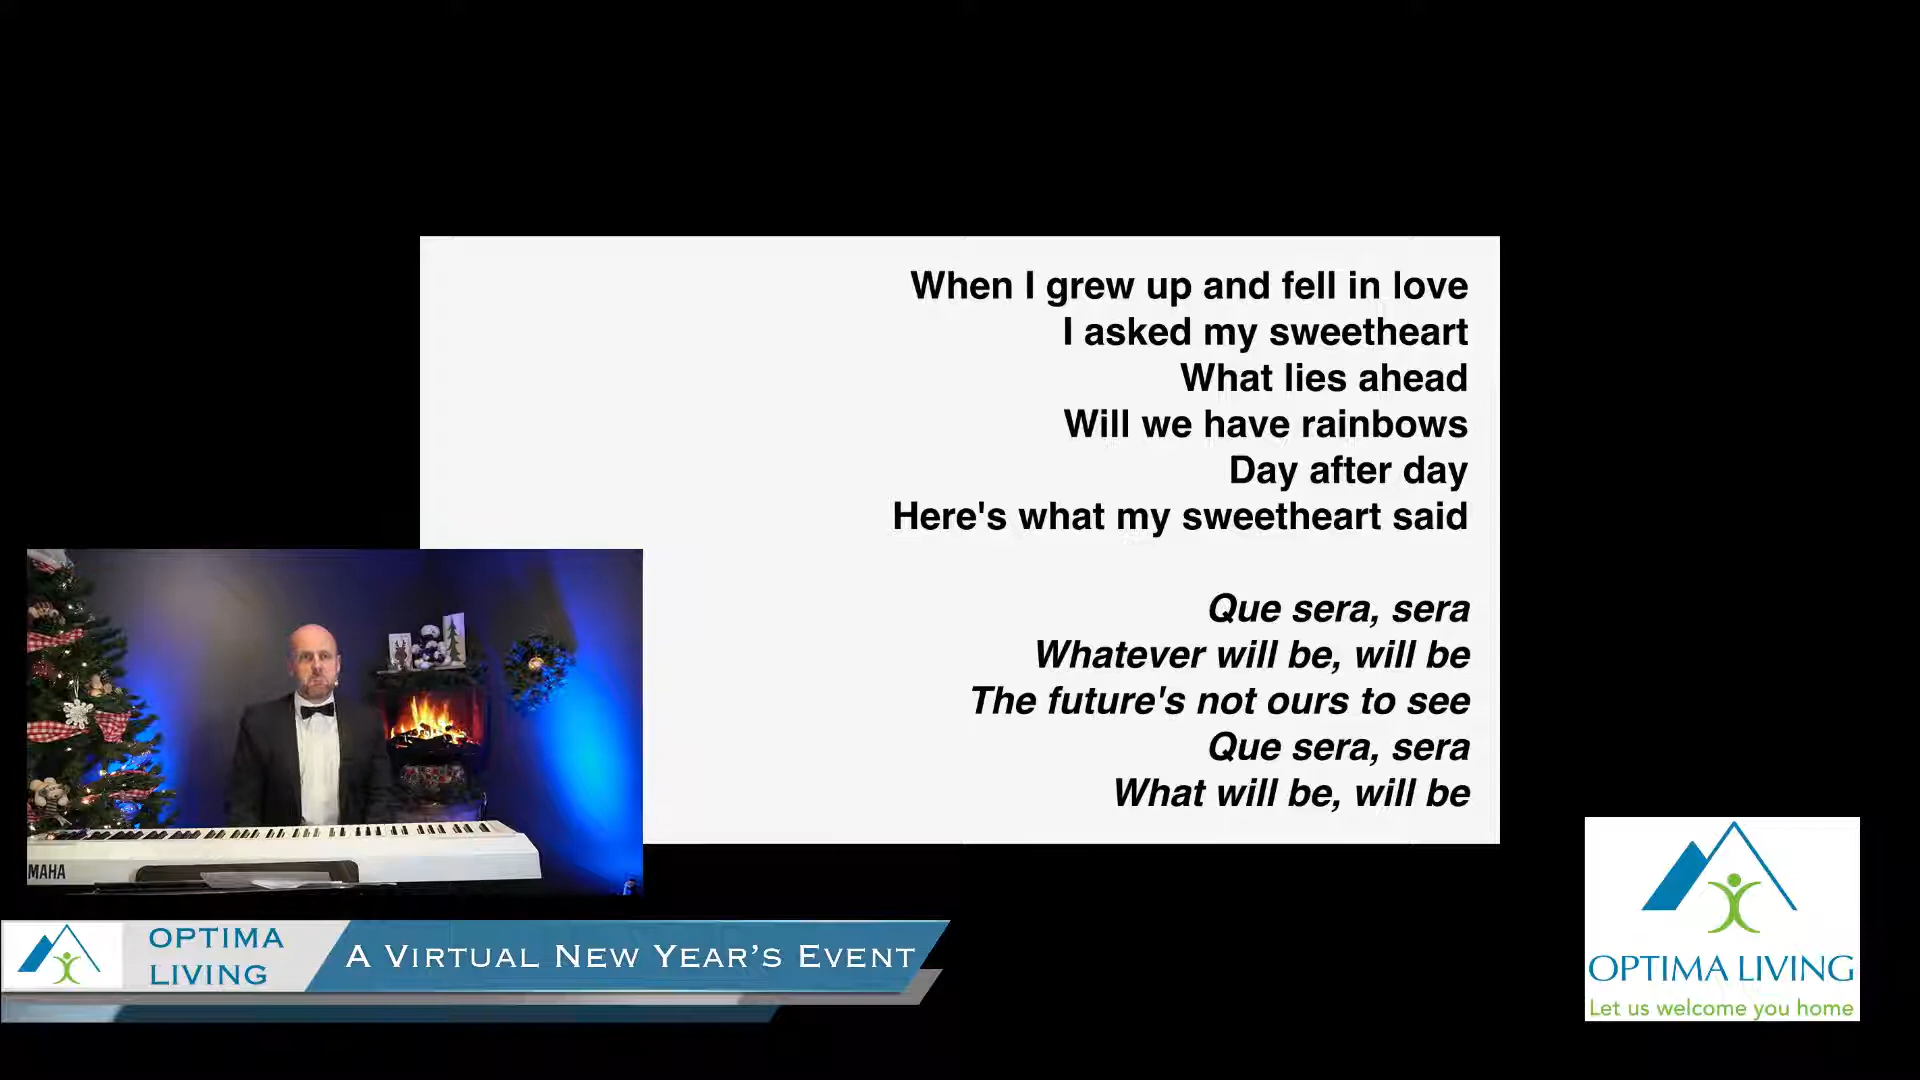 When I grew up and fell in love
I asked my sweetheart
What lies ahead
Will we have rainbows
Day after day
Here's what my sweetheart said
Que sera, sera
Whatever will be, will be
The future's not ours to see
Que sera, sera
What will be, will be
MAHA
OPTIMA
LIVING
A Virtual New Year's Event
OPTIMA LIVING
Let us welcome you home